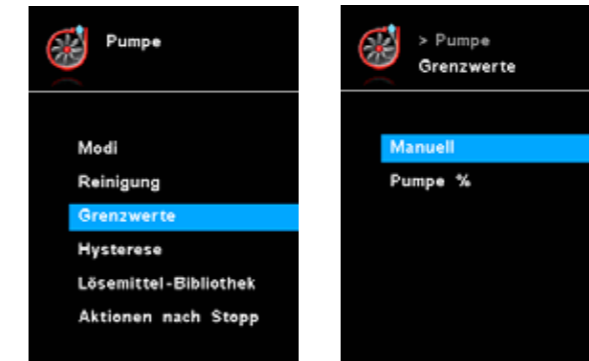 Pumpe
Modi
Reinigung
Grenzwerte
Hysterese
Lösemittel-Bibliothek
Aktionen nach Stopp
> Pumpe
Grenzwerte
Manuell
Pumpe %